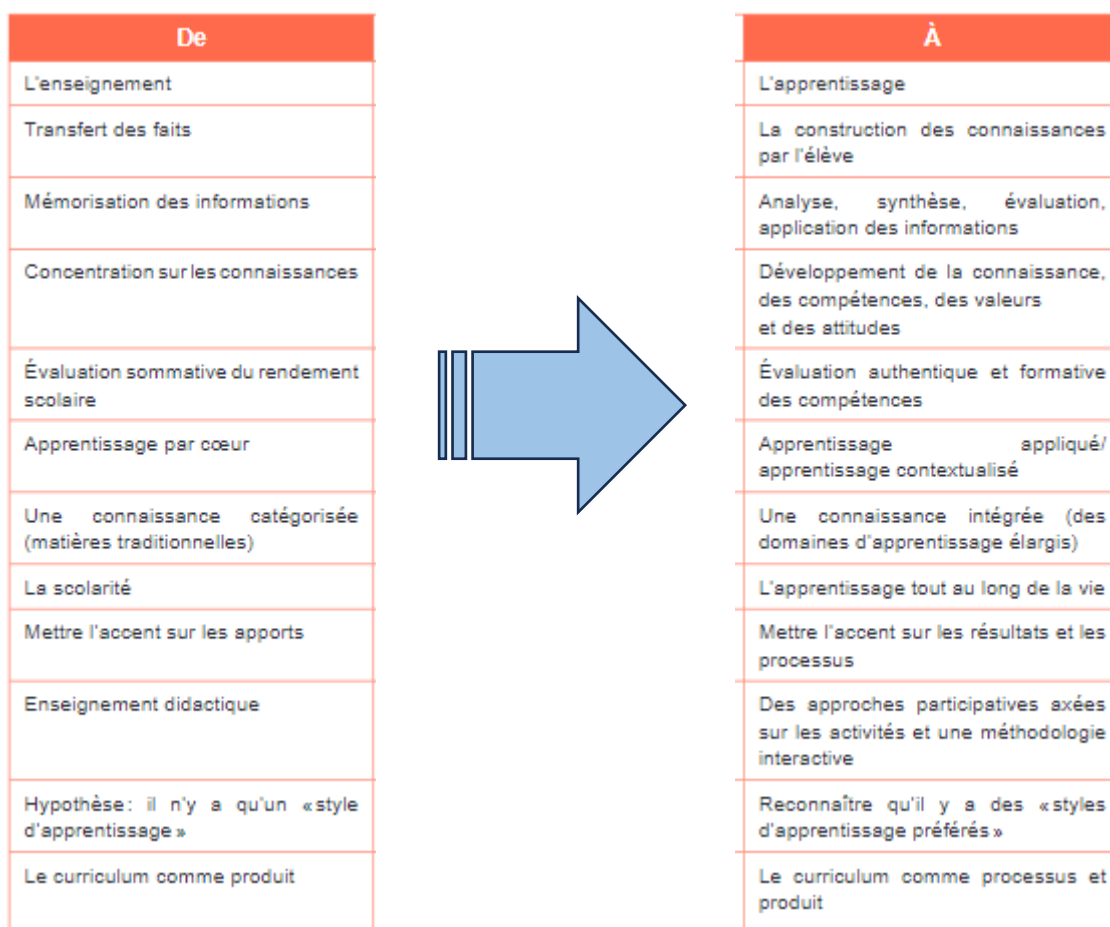 De
À
L'enseignement
L'apprentissage
Transfert des faits
La construction des connaissances
par l'élève
Mémorisation des informations
Analyse, synthèse, évaluation,
application des informations
Concentration sur les connaissances
Développement de la connaissance,
des compétences, des valeurs
et des attitudes
Évaluation sommative du rendement
scolaire
Évaluation authentique et formative
des compétences
Apprentissage par cœur
Apprentissage appliqué/
apprentissage contextualisé
Une connaissance catégorisée
(matières traditionnelles)
Une connaissance intégrée (des
domaines d'apprentissage élargis)
La scolarité
L'apprentissage tout au long de la vie
Mettre l'accent sur les apports
Mettre l'accent sur les résultats et les
processus
Enseignement didactique
Des approches participatives axées
sur les activités et une méthodologie
interactive
Hypothèse: il n'y a qu'un «style
d'apprentissage»
Reconnaître qu'il y a des «styles
d'apprentissage préférés»
Le curriculum comme produit
Le curriculum comme processus et
produit